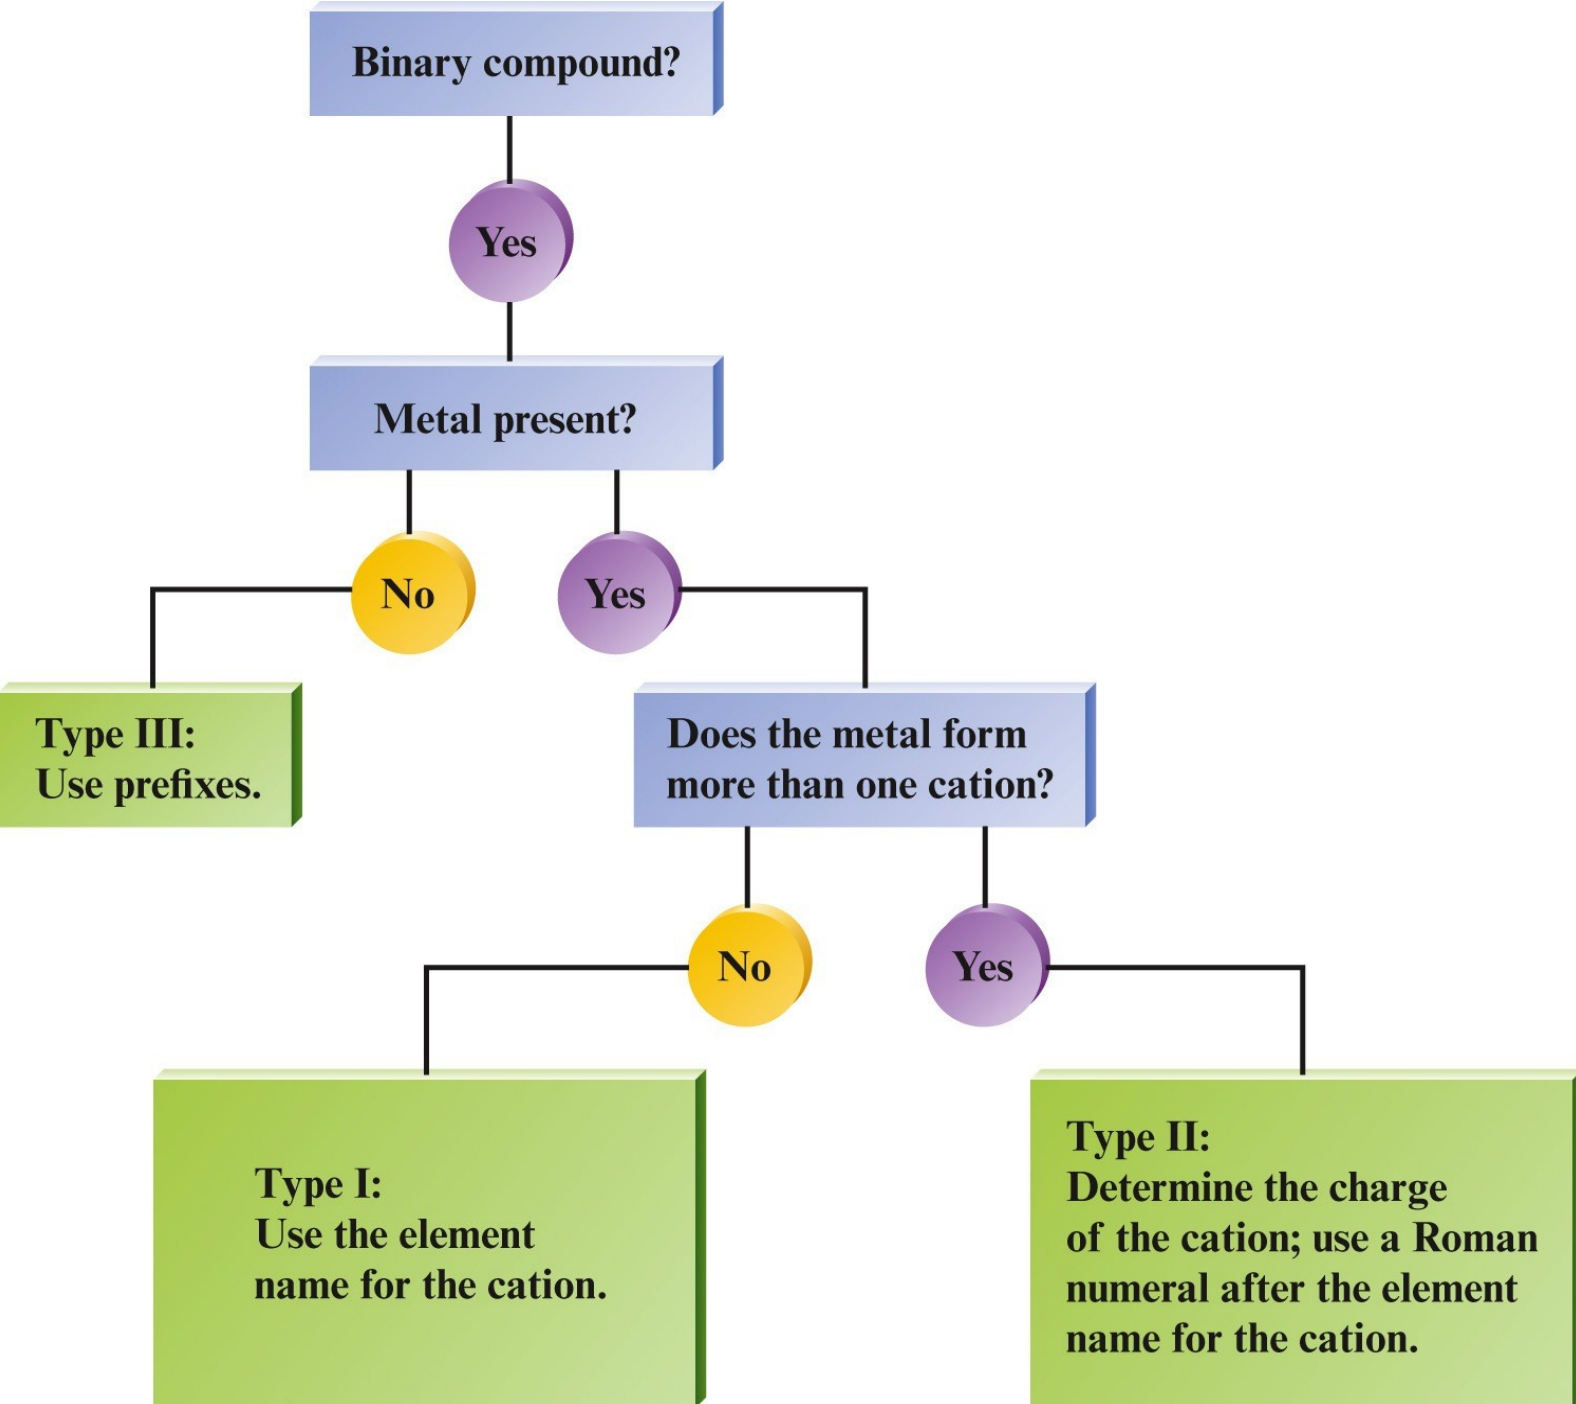 Binary compound?
Yes
Metal present?
No
Yes
Type III:
Use prefixes.
Does the metal form
more than one cation?
No
Yes
Type I:
Use the element
name for the cation.
Type II:
Determine the charge
of the cation; use a Roman
numeral after the element
name for the cation.